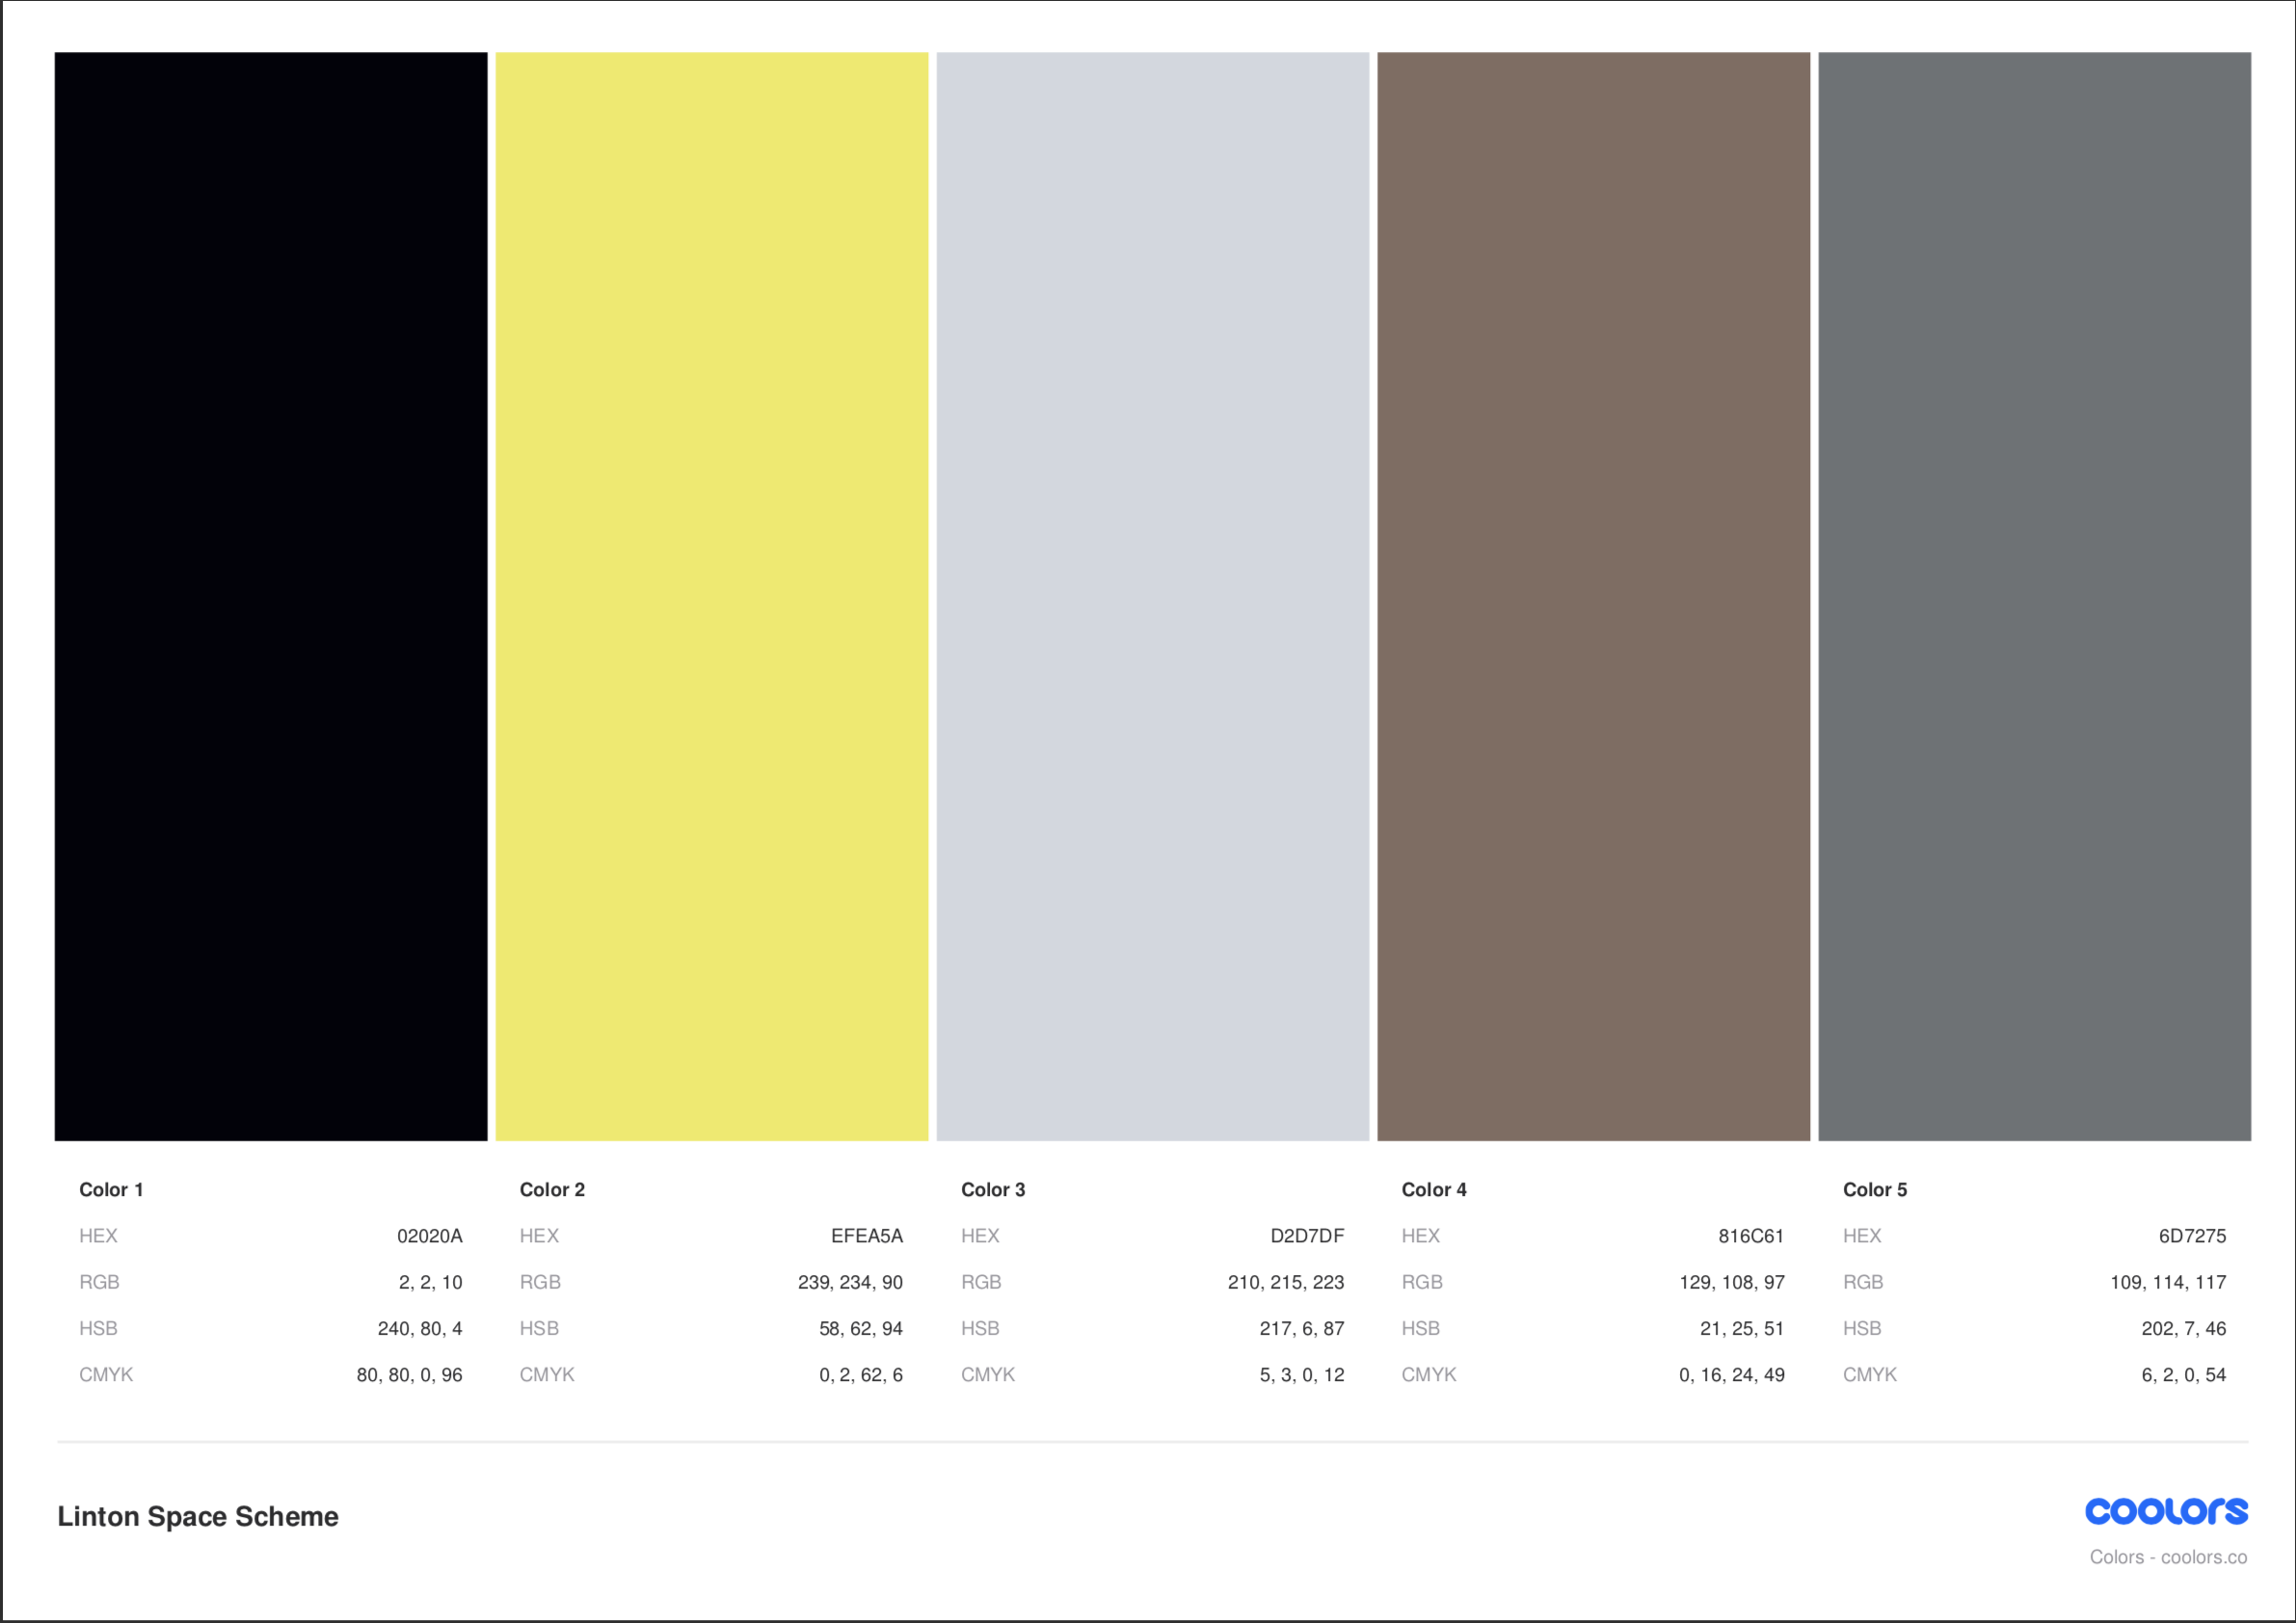 Color 1
HEX 02020A
RGB 2, 2, 10
HSB 240, 80, 4
CMYK 80, 80, 0, 96
Color 2
HEX EFEA5A
RGB 239, 234, 90
HSB 58, 62, 94
CMYK 0, 2, 62, 6
Color 3
HEX D2D7DF
RGB 210, 215, 223
HSB 217, 6, 87
CMYK 5, 3, 0, 12
Color 4
HEX 816C61
RGB 129, 108, 97
HSB 21, 25, 51
CMYK 0, 16, 24, 49
Color 5
HEX 6D7275
RGB 109, 114, 117
HSB 202, 7, 46
CMYK 6, 2, 0, 54
Linton Space Scheme
coolors
Colors - coolors.co